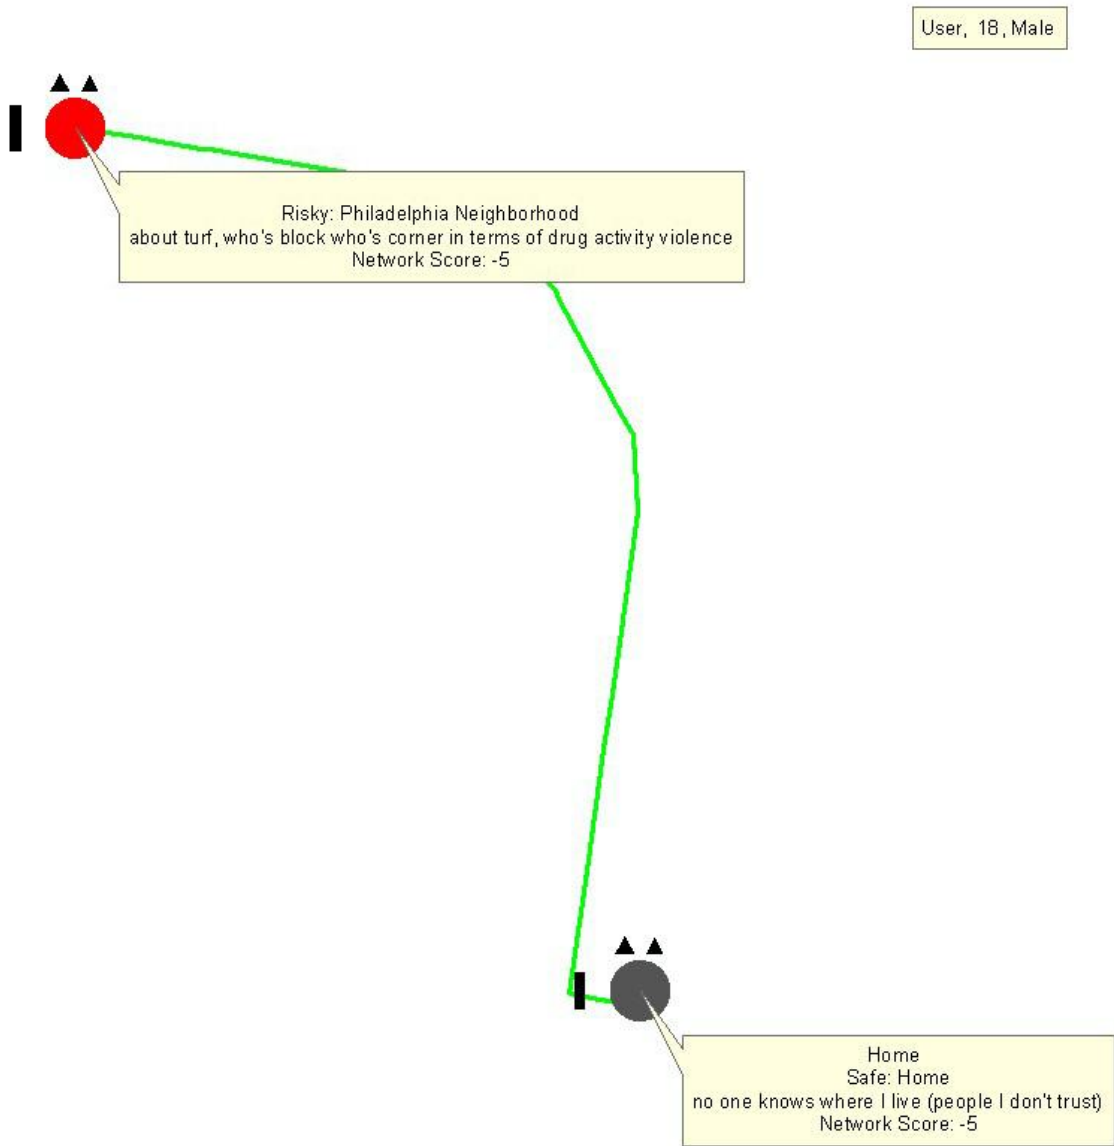 User, 18, Male
Risky: Philadelphia Neighborhood
about turf, who's block who's corner in terms of drug activity violence
Network Score: -5
Home
Safe: Home
no one knows where I live (people I don't trust)
Network Score: -5